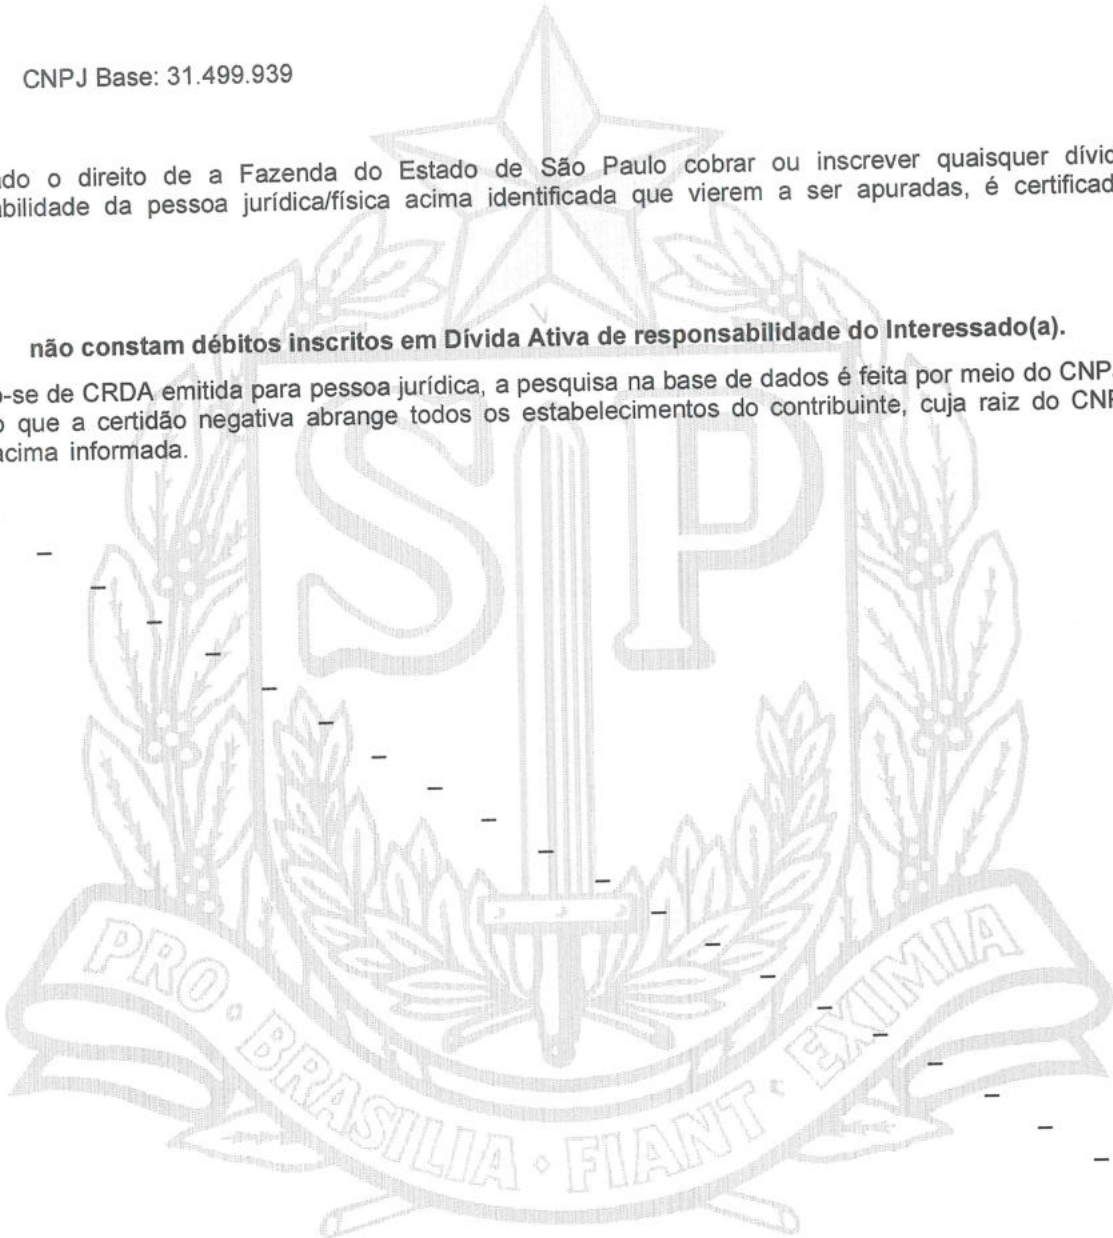 CNPJ Base: 31.499.939
do o direito de a Fazenda do Estado de São Paulo cobrar ou inscrever quaisquer dívid
abilidade da pessoa jurídica/física acima identificada que vierem a ser apuradas, é certificad
não constam débitos inscritos em Dívida Ativa de responsabilidade do Interessado(a).
o-se de CRDA emitida para pessoa jurídica, a pesquisa na base de dados é feita por meio do CNP
o que a certidão negativa abrange todos os estabelecimentos do contribuinte, cuja raiz do CNP
acima informada.
SP
PRO • BRASILIA • FIANT • EXIMIA